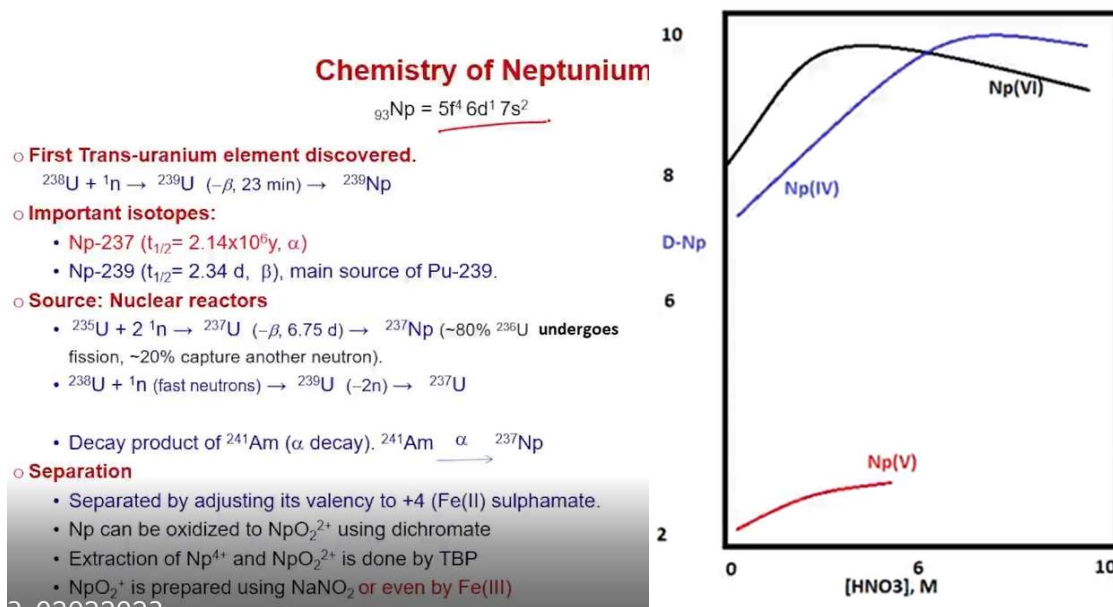 Chemistry of Neptunium
₉₃Np = 5f⁴ 6d¹ 7s²
○ First Trans-uranium element discovered.
²³⁸U + ¹n → ²³⁹U (–β, 23 min) → ²³⁹Np
○ Important isotopes:
• Np-237 (t₁/₂= 2.14x10⁶y, α)
• Np-239 (t₁/₂= 2.34 d, β), main source of Pu-239.
○ Source: Nuclear reactors
• ²³⁵U + 2 ¹n → ²³⁷U (–β, 6.75 d) → ²³⁷Np (~80% ²³⁶U undergoes
fission, ~20% capture another neutron).
• ²³⁸U + ¹n (fast neutrons) → ²³⁹U (–2n) → ²³⁷U
• Decay product of ²⁴¹Am (α decay). ²⁴¹Am α → ²³⁷Np
○ Separation
• Separated by adjusting its valency to +4 (Fe(II) sulphamate.
• Np can be oxidized to NpO₂²⁺ using dichromate
• Extraction of Np⁴⁺ and NpO₂²⁺ is done by TBP
• NpO₂⁺ is prepared using NaNO₂ or even by Fe(III)
10
8
D-Np
6
2
Np(VI)
Np(IV)
Np(V)
0 6 10
[HNO3], M